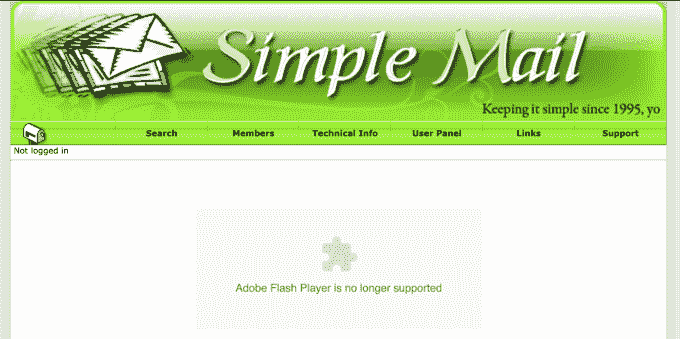 Simple Mail
Keeping it simple since 1995, yo
Search Members Technical Info User Panel Links Support
Not logged in
Adobe Flash Player is no longer supported